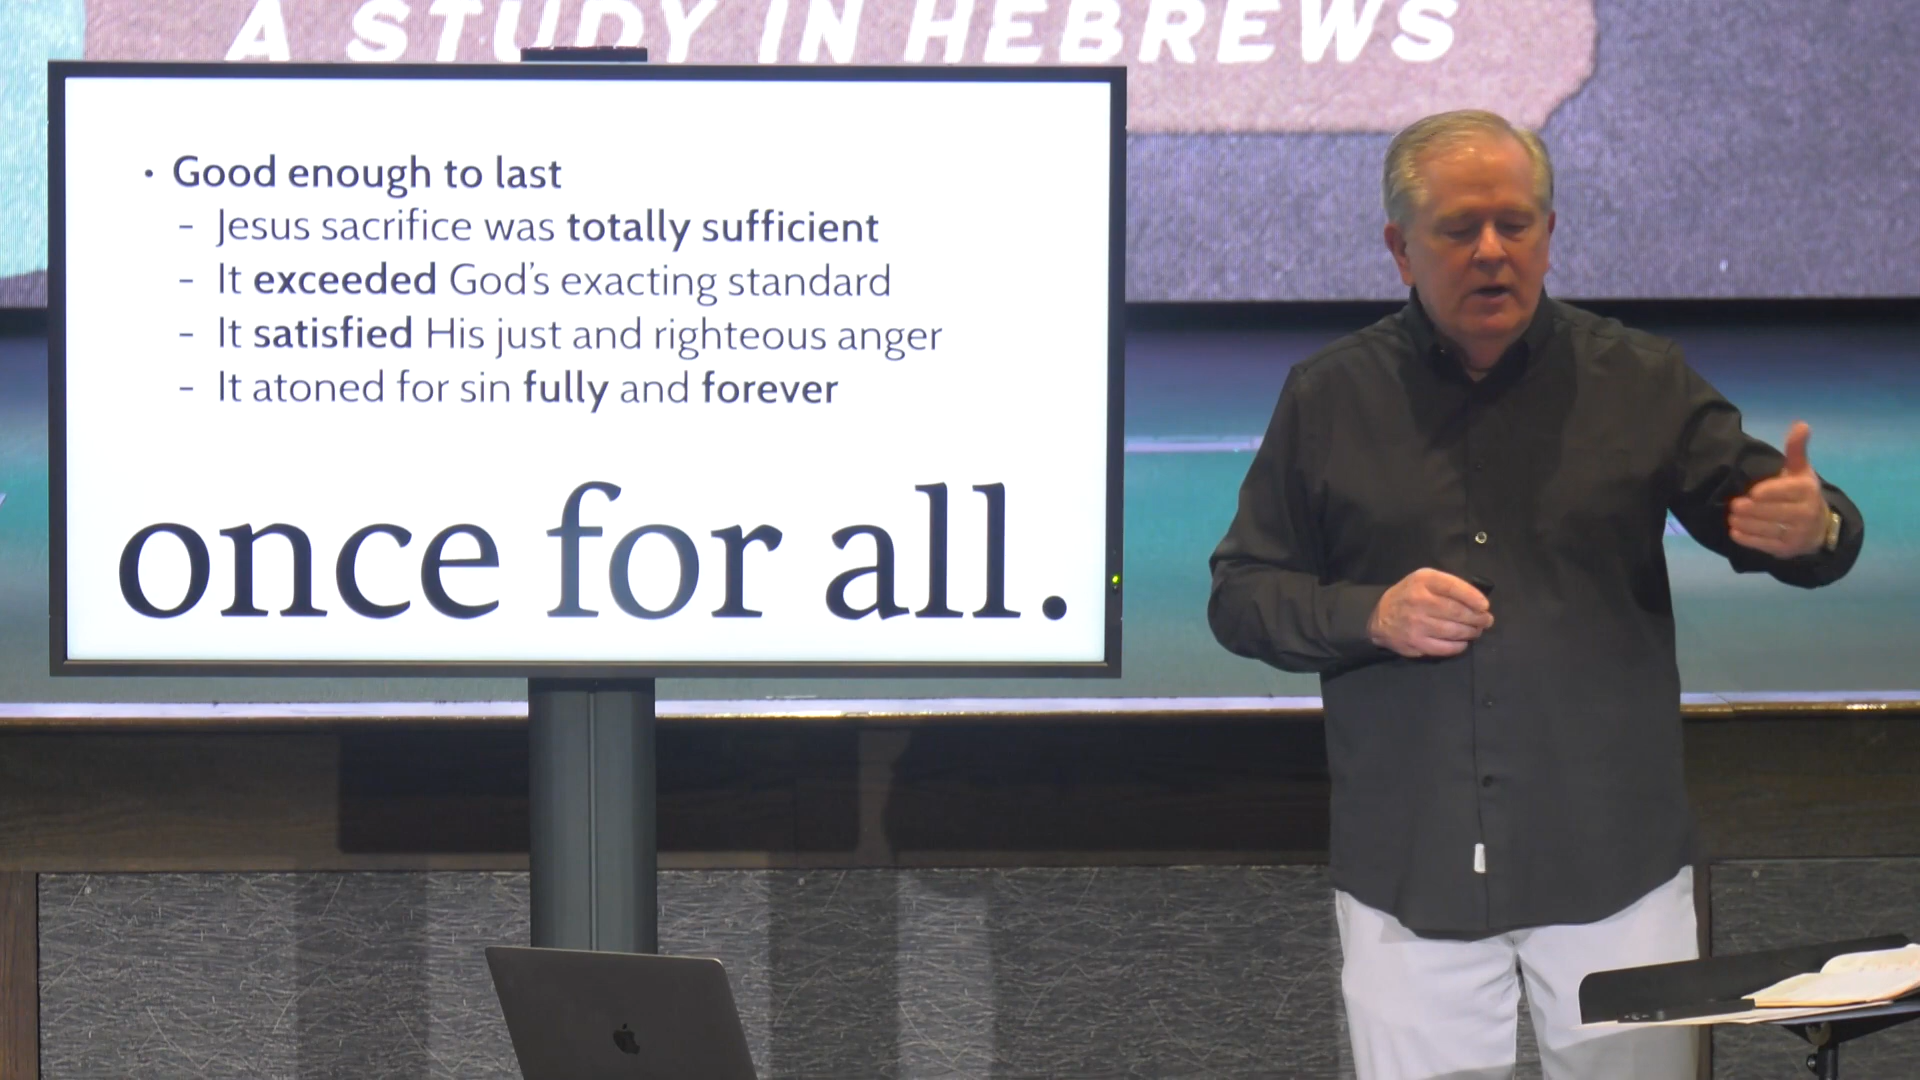 A STUDY IN HEBREWS
• Good enough to last
– Jesus sacrifice was totally sufficient
– It exceeded God's exacting standard
– It satisfied His just and righteous anger
– It atoned for sin fully and forever
once for all.